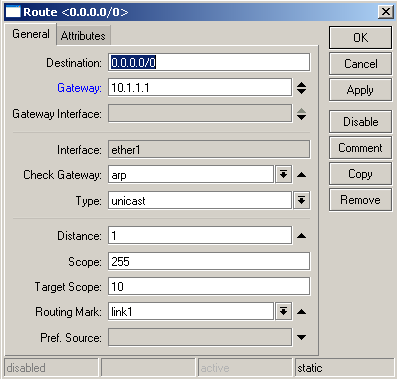 Route <0.0.0.0/0>
General Attributes
Destination: 0.0.0.0/0
Gateway: 10.1.1.1
Gateway Interface:
Interface: ether1
Check Gateway: arp
Type: unicast
Distance: 1
Scope: 255
Target Scope: 10
Routing Mark: link1
Pref. Source:
OK
Cancel
Apply
Disable
Comment
Copy
Remove
disabled active static